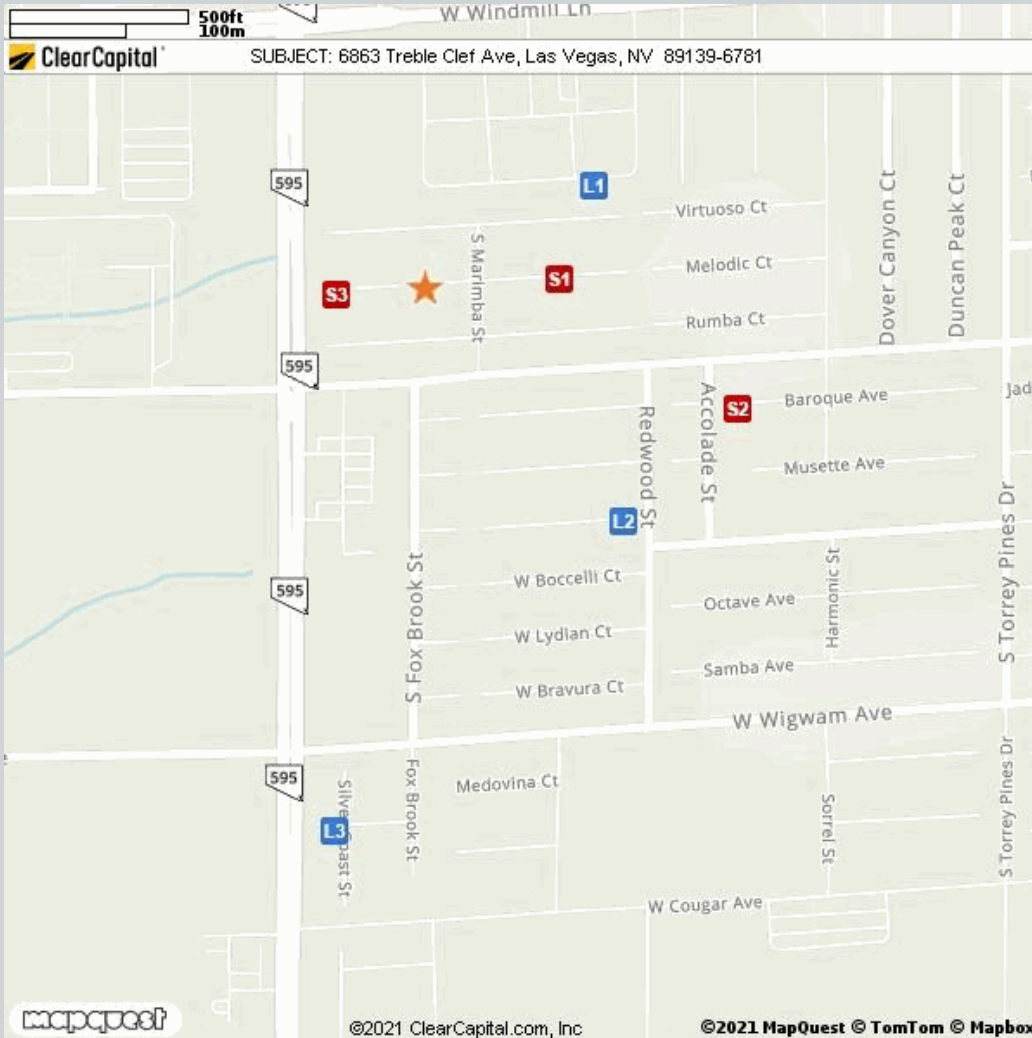 500ft
100m
W Windmill Ln
ClearCapital
SUBJECT: 6863 Treble Clef Ave, Las Vegas, NV 89139-6781
595
L1
Virtuoso Ct
Dover Canyon Ct
Duncan Peak Ct
S Marimba St
S3
S1
Melodic Ct
Rumba Ct
595
Redwood St
Accolade St
S2
Baroque Ave
Jad
Musette Ave
L2
S Torrey Pines Dr
595
S Fox Brook St
W Boccelli Ct
Harmonic St
Octave Ave
W Lydian Ct
Samba Ave
W Bravura Ct
W Wigwam Ave
595
Fox Brook St
Medovina Ct
S Torrey Pines Dr
L3
Sorrel St
W Cougar Ave
mapquest
©2021 ClearCapital.com, Inc
©2021 MapQuest © TomTom © Mapbox